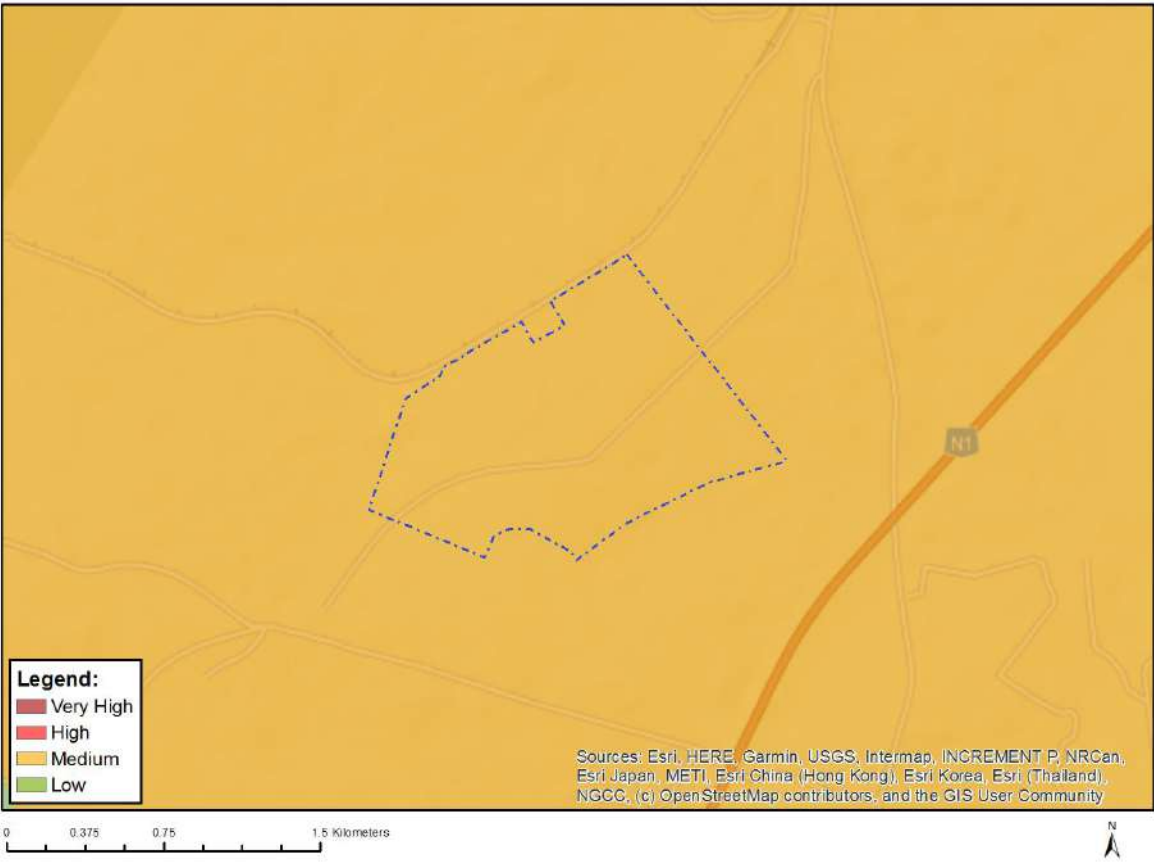 N1
Legend:
Very High
High
Medium
Low
Sources: Esri, HERE, Garmin, USGS, Intermap, INCREMENT P, NRCan,
Esri Japan, METI, Esri China (Hong Kong), Esri Korea, Esri (Thailand),
NGCC, (c) OpenStreetMap contributors, and the GIS User Community
0 0.375 0.75 1.5 Kilometers
N